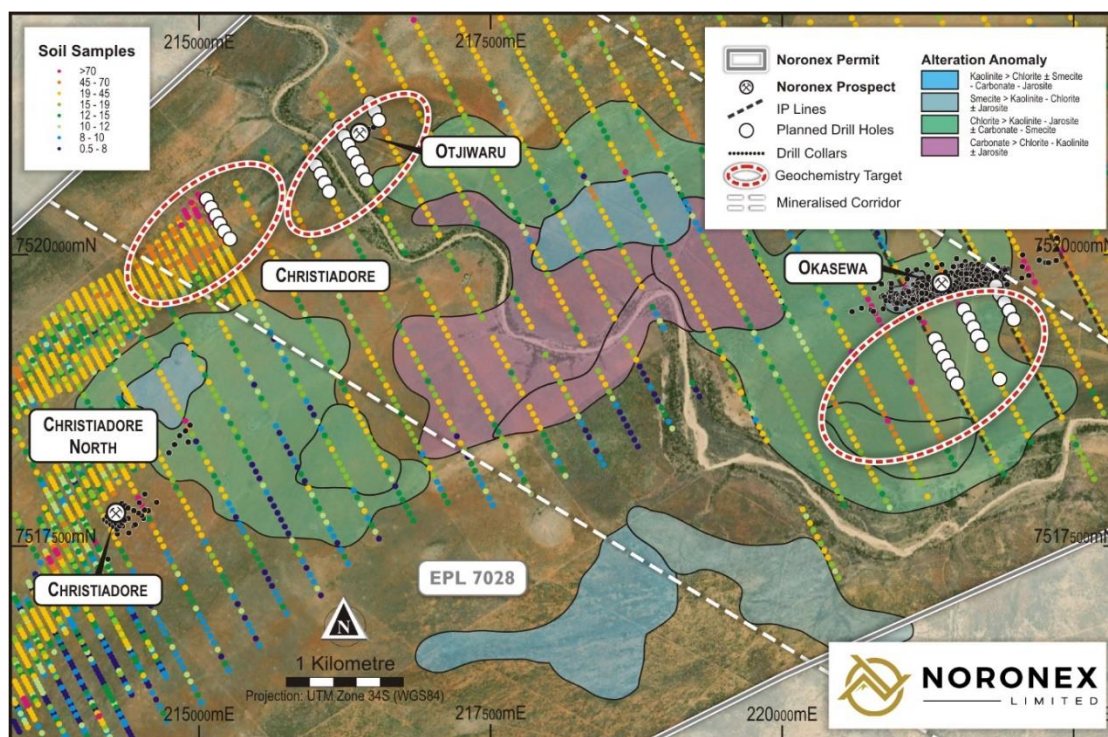 215000mE
217500mE
Soil Samples
>70
45 - 70
19 - 45
15 - 19
12 - 15
10 - 12
8 - 10
0.5 - 8
Noronex Permit
Noronex Prospect
IP Lines
Planned Drill Holes
Drill Collars
Geochemistry Target
Mineralised Corridor
Alteration Anomaly
Kaolinite > Chlorite ± Smecite
- Carbonate - Jarosite
Smecite > Kaolinite - Chlorite
± Jarosite
Chlorite > Kaolinite - Jarosite
± Carbonate - Smecite
Carbonate > Chlorite - Kaolinite
± Jarosite
OTJIWARU
7520000mN
7520000mN
CHRISTIADORE
OKASEWA
CHRISTIADORE
NORTH
7517500mN
7517500mN
CHRISTIADORE
EPL 7028
N
1 Kilometre
Projection: UTM Zone 34S (WGS84)
215000mE
217500mE
220000mE
NORONEX
LIMITED